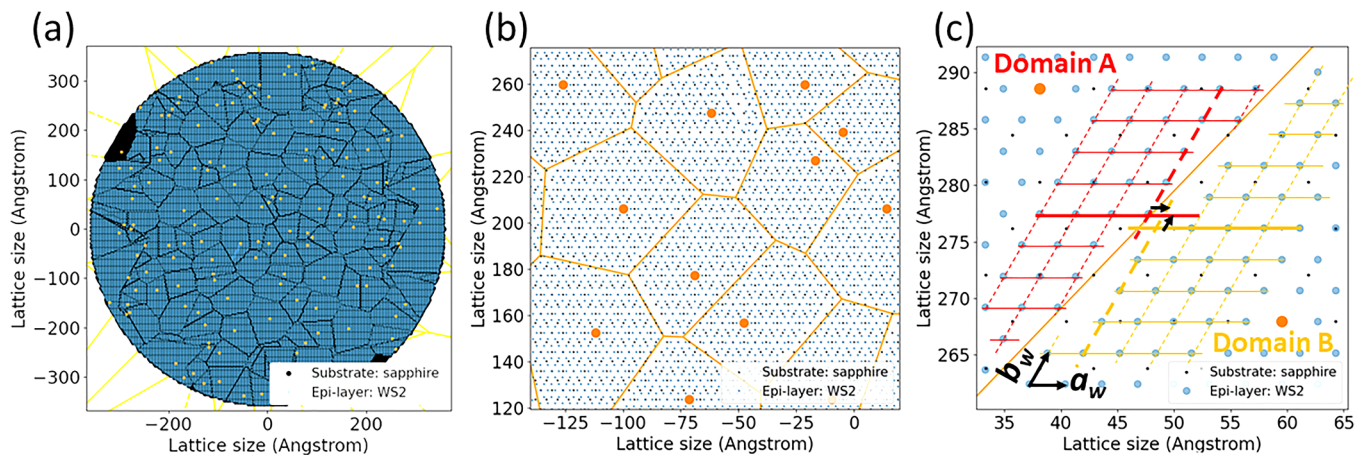 (a)
Lattice size (Angstrom)
300
200
100
0
−100
−200
−300
−200
0
200
Lattice size (Angstrom)
Substrate: sapphire
Epi-layer: WS2
(b)
Lattice size (Angstrom)
260
240
220
200
180
160
140
120
−125
−100
−75
−50
−25
0
Lattice size (Angstrom)
Substrate: sapphire
Epi-layer: WS2
(c)
Lattice size (Angstrom)
290
285
280
275
270
265
35
40
45
50
55
60
65
Lattice size (Angstrom)
Domain A
Domain B
bw
aw
Substrate: sapphire
Epi-layer: WS2